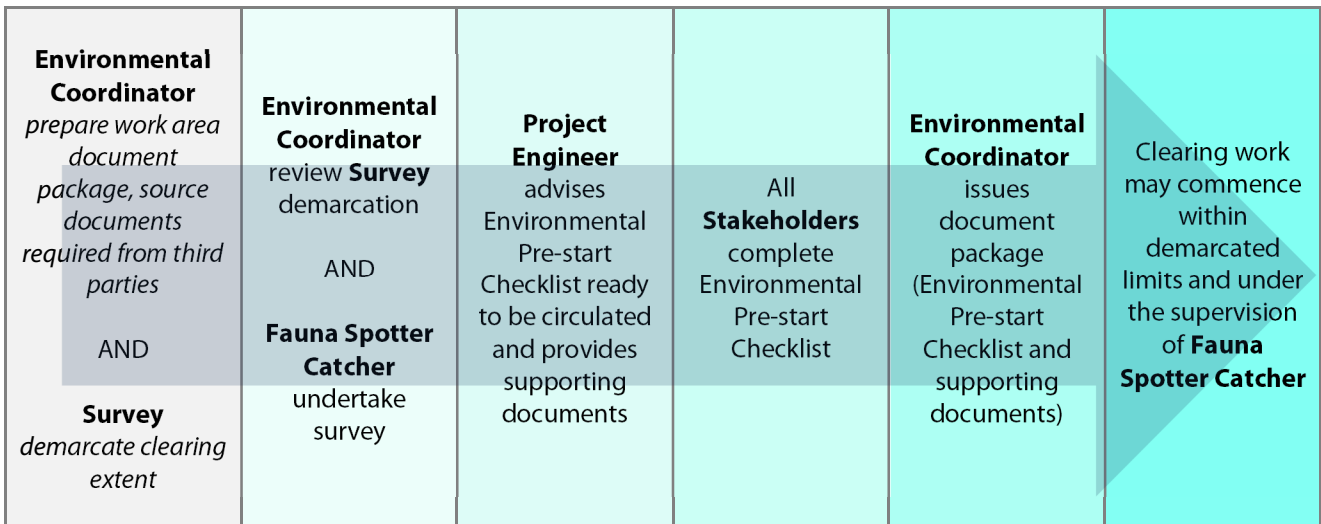 Environmental
Coordinator
prepare work area
document
package, source
documents
required from third
parties
AND
Survey
demarcate clearing
extent
Environmental
Coordinator
review Survey
demarcation
AND
Fauna Spotter
Catcher
undertake
survey
Project
Engineer
advises
Environmental
Pre-start
Checklist ready
to be circulated
and provides
supporting
documents
All
Stakeholders
complete
Environmental
Pre-start
Checklist
Environmental
Coordinator
issues
document
package
(Environmental
Pre-start
Checklist and
supporting
documents)
Clearing work
may commence
within
demarcated
limits and under
the supervision
of Fauna
Spotter Catcher